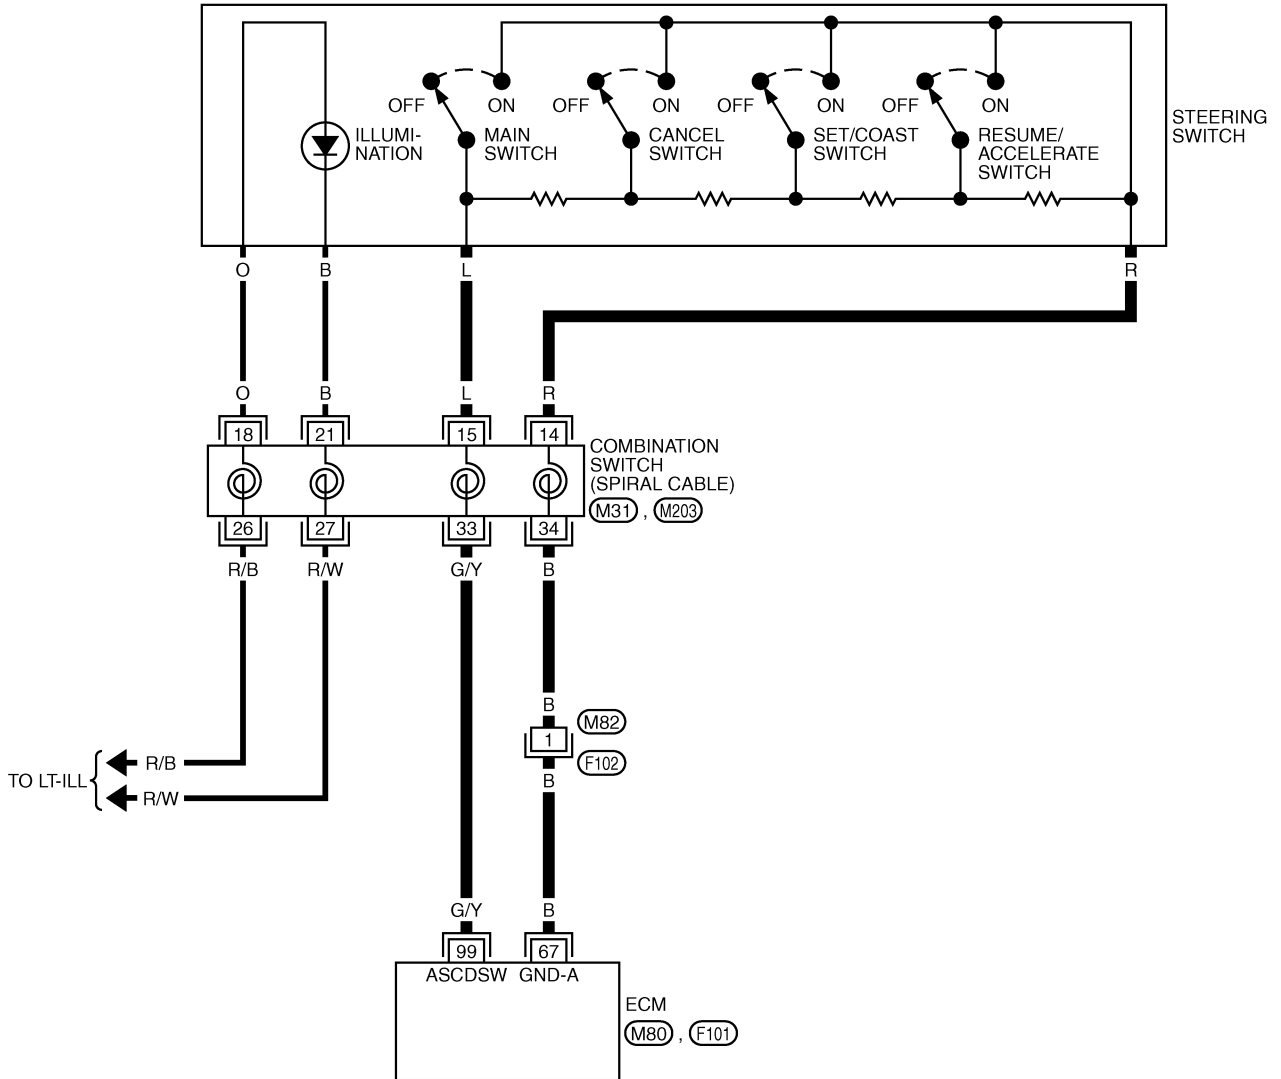 OFF ON OFF ON OFF ON OFF ON
STEERING
SWITCH
ILLUMI-
NATION
MAIN
SWITCH
CANCEL
SWITCH
SET/COAST
SWITCH
RESUME/
ACCELERATE
SWITCH
O B L R
O B L R
18 21 15 14
COMBINATION
SWITCH
(SPIRAL CABLE)
M31 , M203
26 27 33 34
R/B R/W G/Y B
B
M82
1
F102
B
TO LT-ILL
R/B
R/W
G/Y B
99 67
ASCDSW GND-A
ECM
M80 , F101